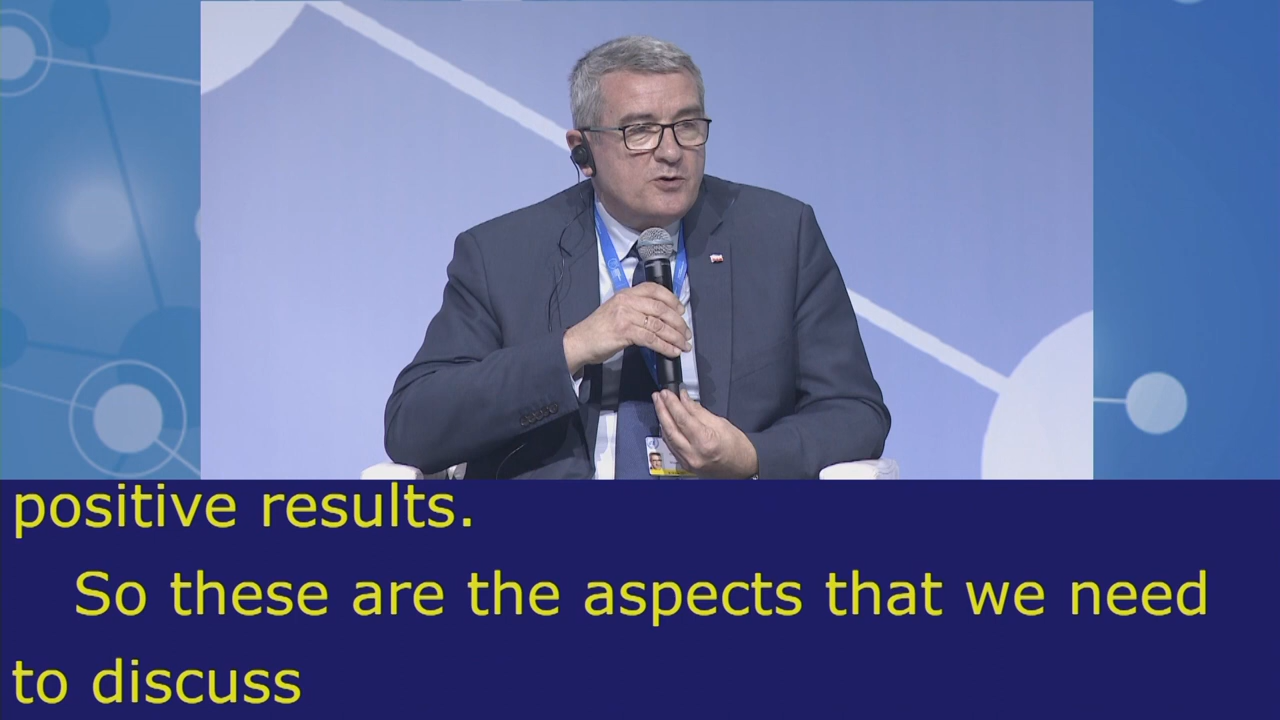 positive results.
So these are the aspects that we need
to discuss